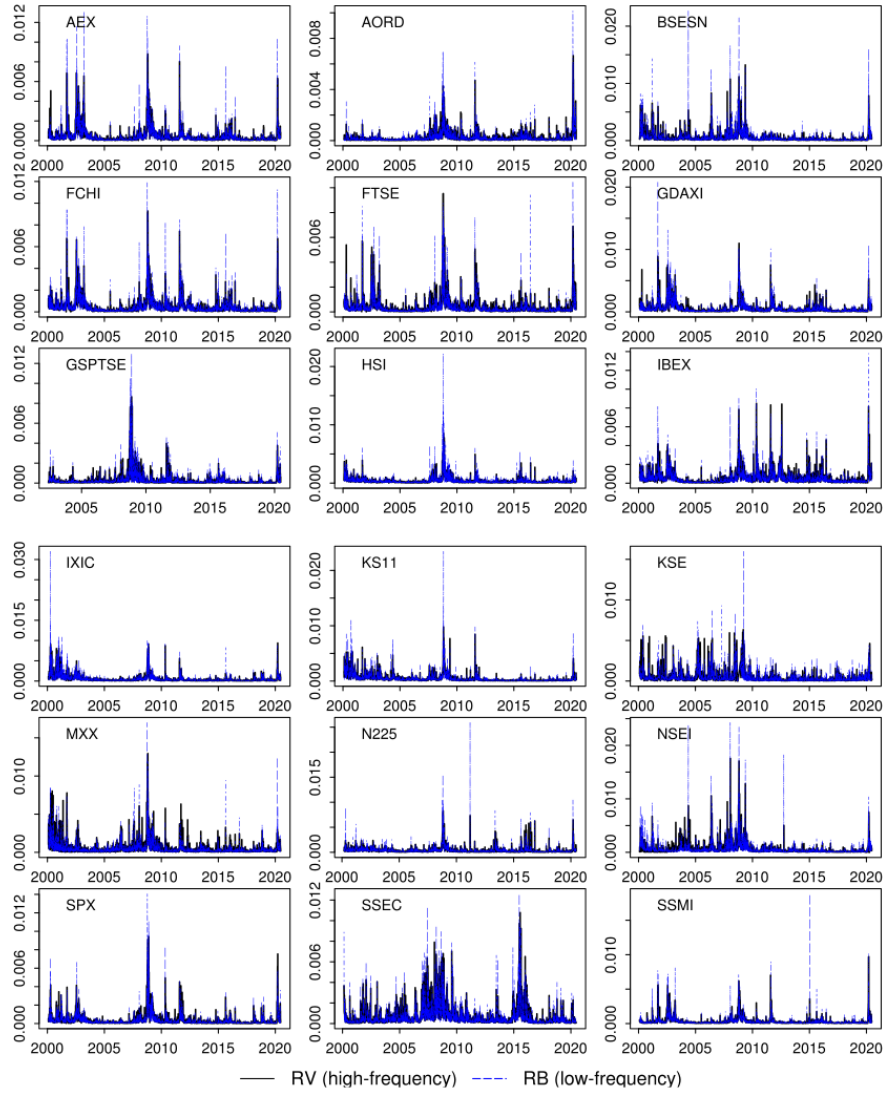 AEX
0.012 0.006 0.000
2000 2005 2010 2015 2020
AORD
0.008 0.004 0.000
2000 2005 2010 2015 2020
BSESN
0.020 0.010 0.000
2000 2005 2010 2015 2020
FCHI
0.012 0.006 0.000
2000 2005 2010 2015 2020
FTSE
0.006 0.000
2000 2005 2010 2015 2020
GDAXI
0.020 0.010 0.000
2000 2005 2010 2015 2020
GSPTSE
0.012 0.006 0.000
2005 2010 2015 2020
HSI
0.020 0.010 0.000
2000 2005 2010 2015 2020
IBEX
0.012 0.006 0.000
2000 2005 2010 2015 2020
IXIC
0.030 0.015 0.000
2000 2005 2010 2015 2020
KS11
0.020 0.010 0.000
2000 2005 2010 2015 2020
KSE
0.010 0.000
2000 2005 2010 2015 2020
MXX
0.010 0.000
2000 2005 2010 2015 2020
N225
0.015 0.000
2000 2005 2010 2015 2020
NSEI
0.020 0.010 0.000
2000 2005 2010 2015 2020
SPX
0.012 0.006 0.000
2000 2005 2010 2015 2020
SSEC
0.012 0.006 0.000
2000 2005 2010 2015 2020
SSMI
0.010 0.000
2000 2005 2010 2015 2020
RV (high-frequency) RB (low-frequency)